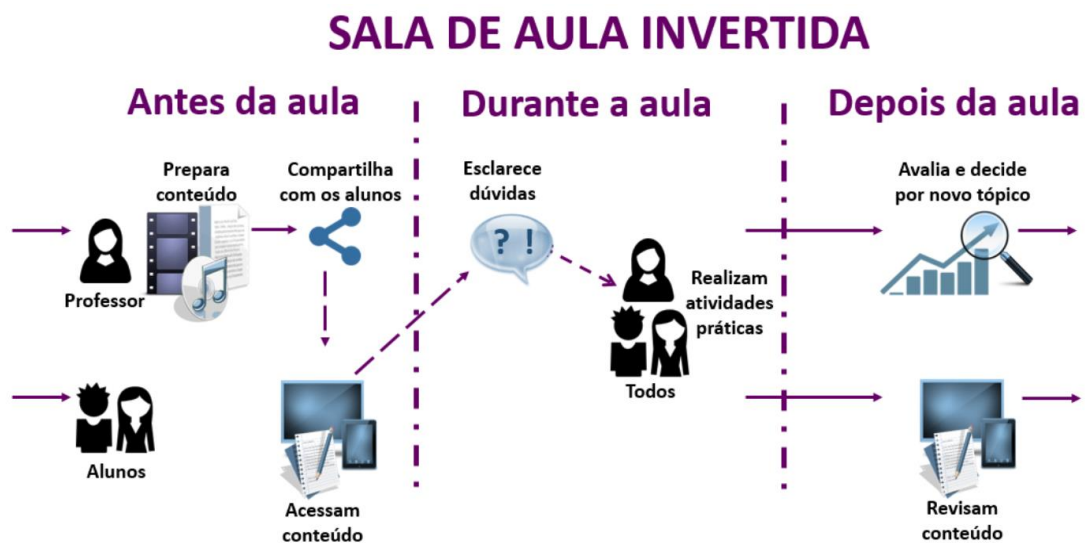 SALA DE AULA INVERTIDA
Antes da aula
Durante a aula
Depois da aula
Prepara
conteúdo
Compartilha
com os alunos
Professor
Alunos
Acessam
conteúdo
Esclarece
dúvidas
? !
Realizam
atividades
práticas
Todos
Avalia e decide
por novo tópico
Revisam
conteúdo